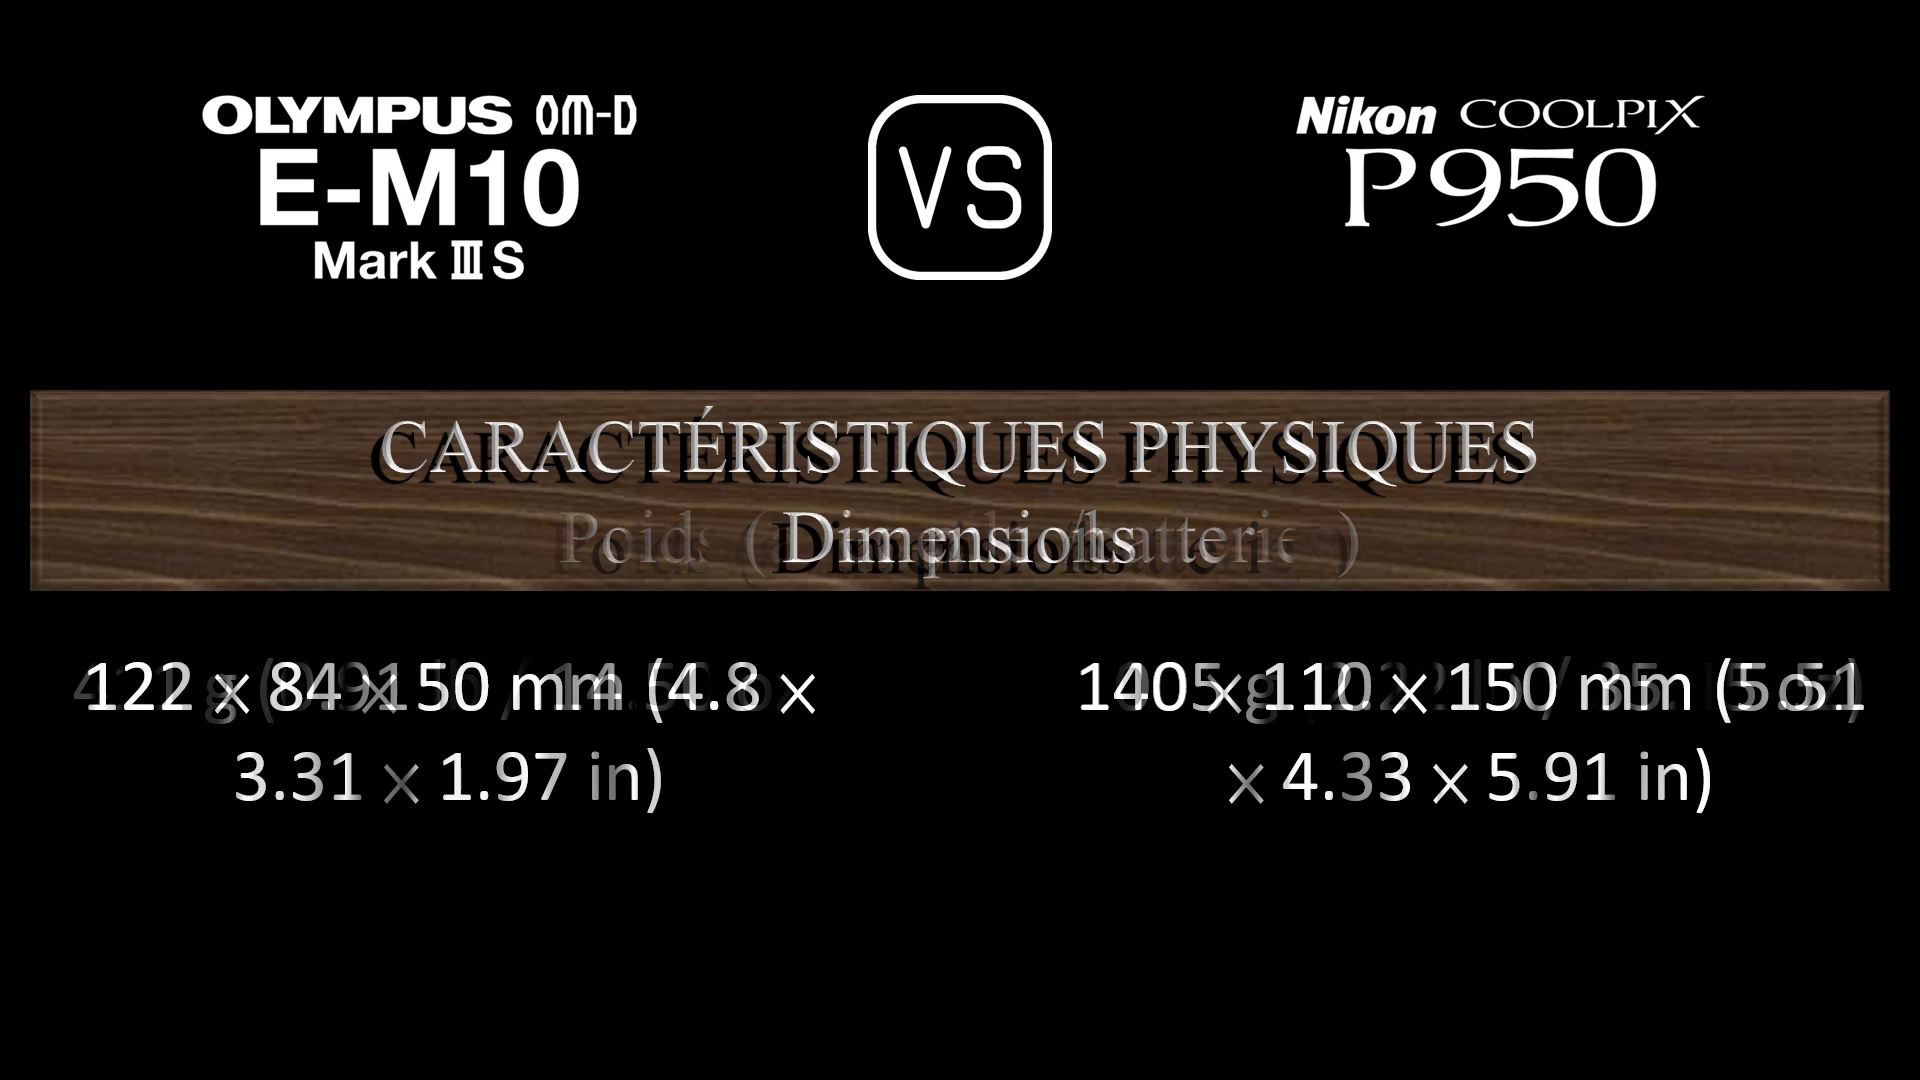 OLYMPUS OM-D
E-M10
Mark III S
VS
Nikon COOLPIX
P950
CARACTÉRISTIQUES PHYSIQUES
Dimensions
Poids (
122 x 84 x 50 mm (4.8 x
3.31 x 1.97 in)
140 x 110 x 150 mm (5.51
x 4.33 x 5.91 in)